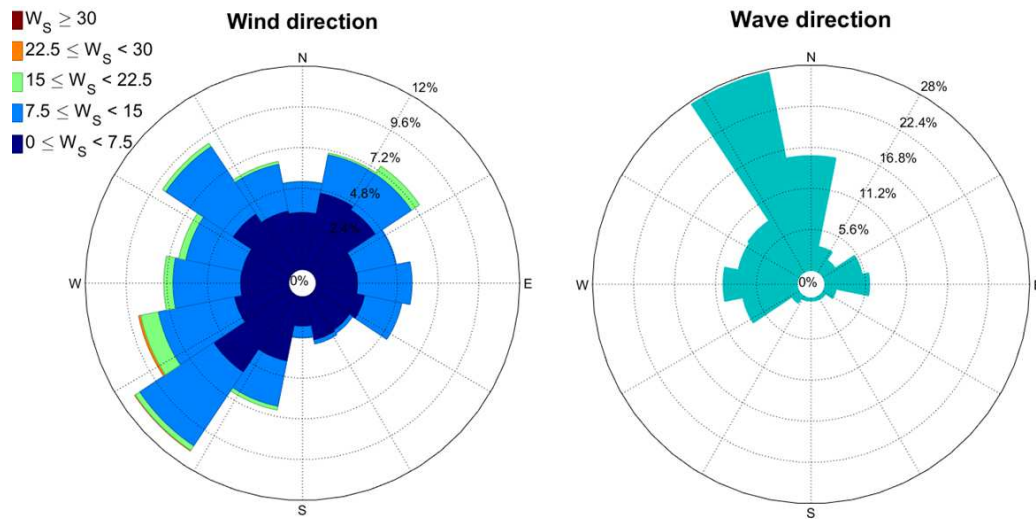 W_S ≥ 30
22.5 ≤ W_S < 30
15 ≤ W_S < 22.5
7.5 ≤ W_S < 15
0 ≤ W_S < 7.5
Wind direction
N
12%
9.6%
7.2%
4.8%
2.4%
0%
W
E
S
Wave direction
N
28%
22.4%
16.8%
11.2%
5.6%
0%
W
S